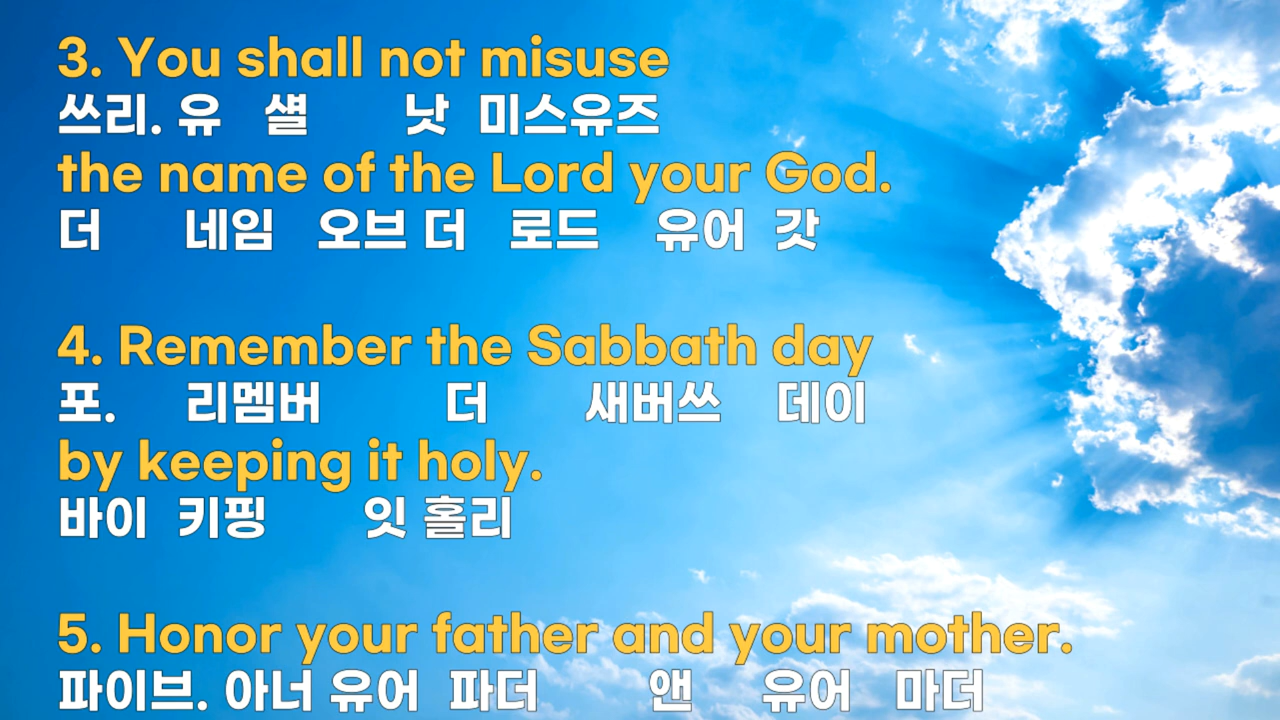 3. You shall not misuse
쓰리. 유 섈 낫 미스유즈
the name of the Lord your God.
더 네임 오브 더 로드 유어 갓
4. Remember the Sabbath day
포. 리멤버 더 새버쓰 데이
by keeping it holy.
바이 키핑 잇 홀리
5. Honor your father and your mother.
파이브. 아너 유어 파더 앤 유어 마더